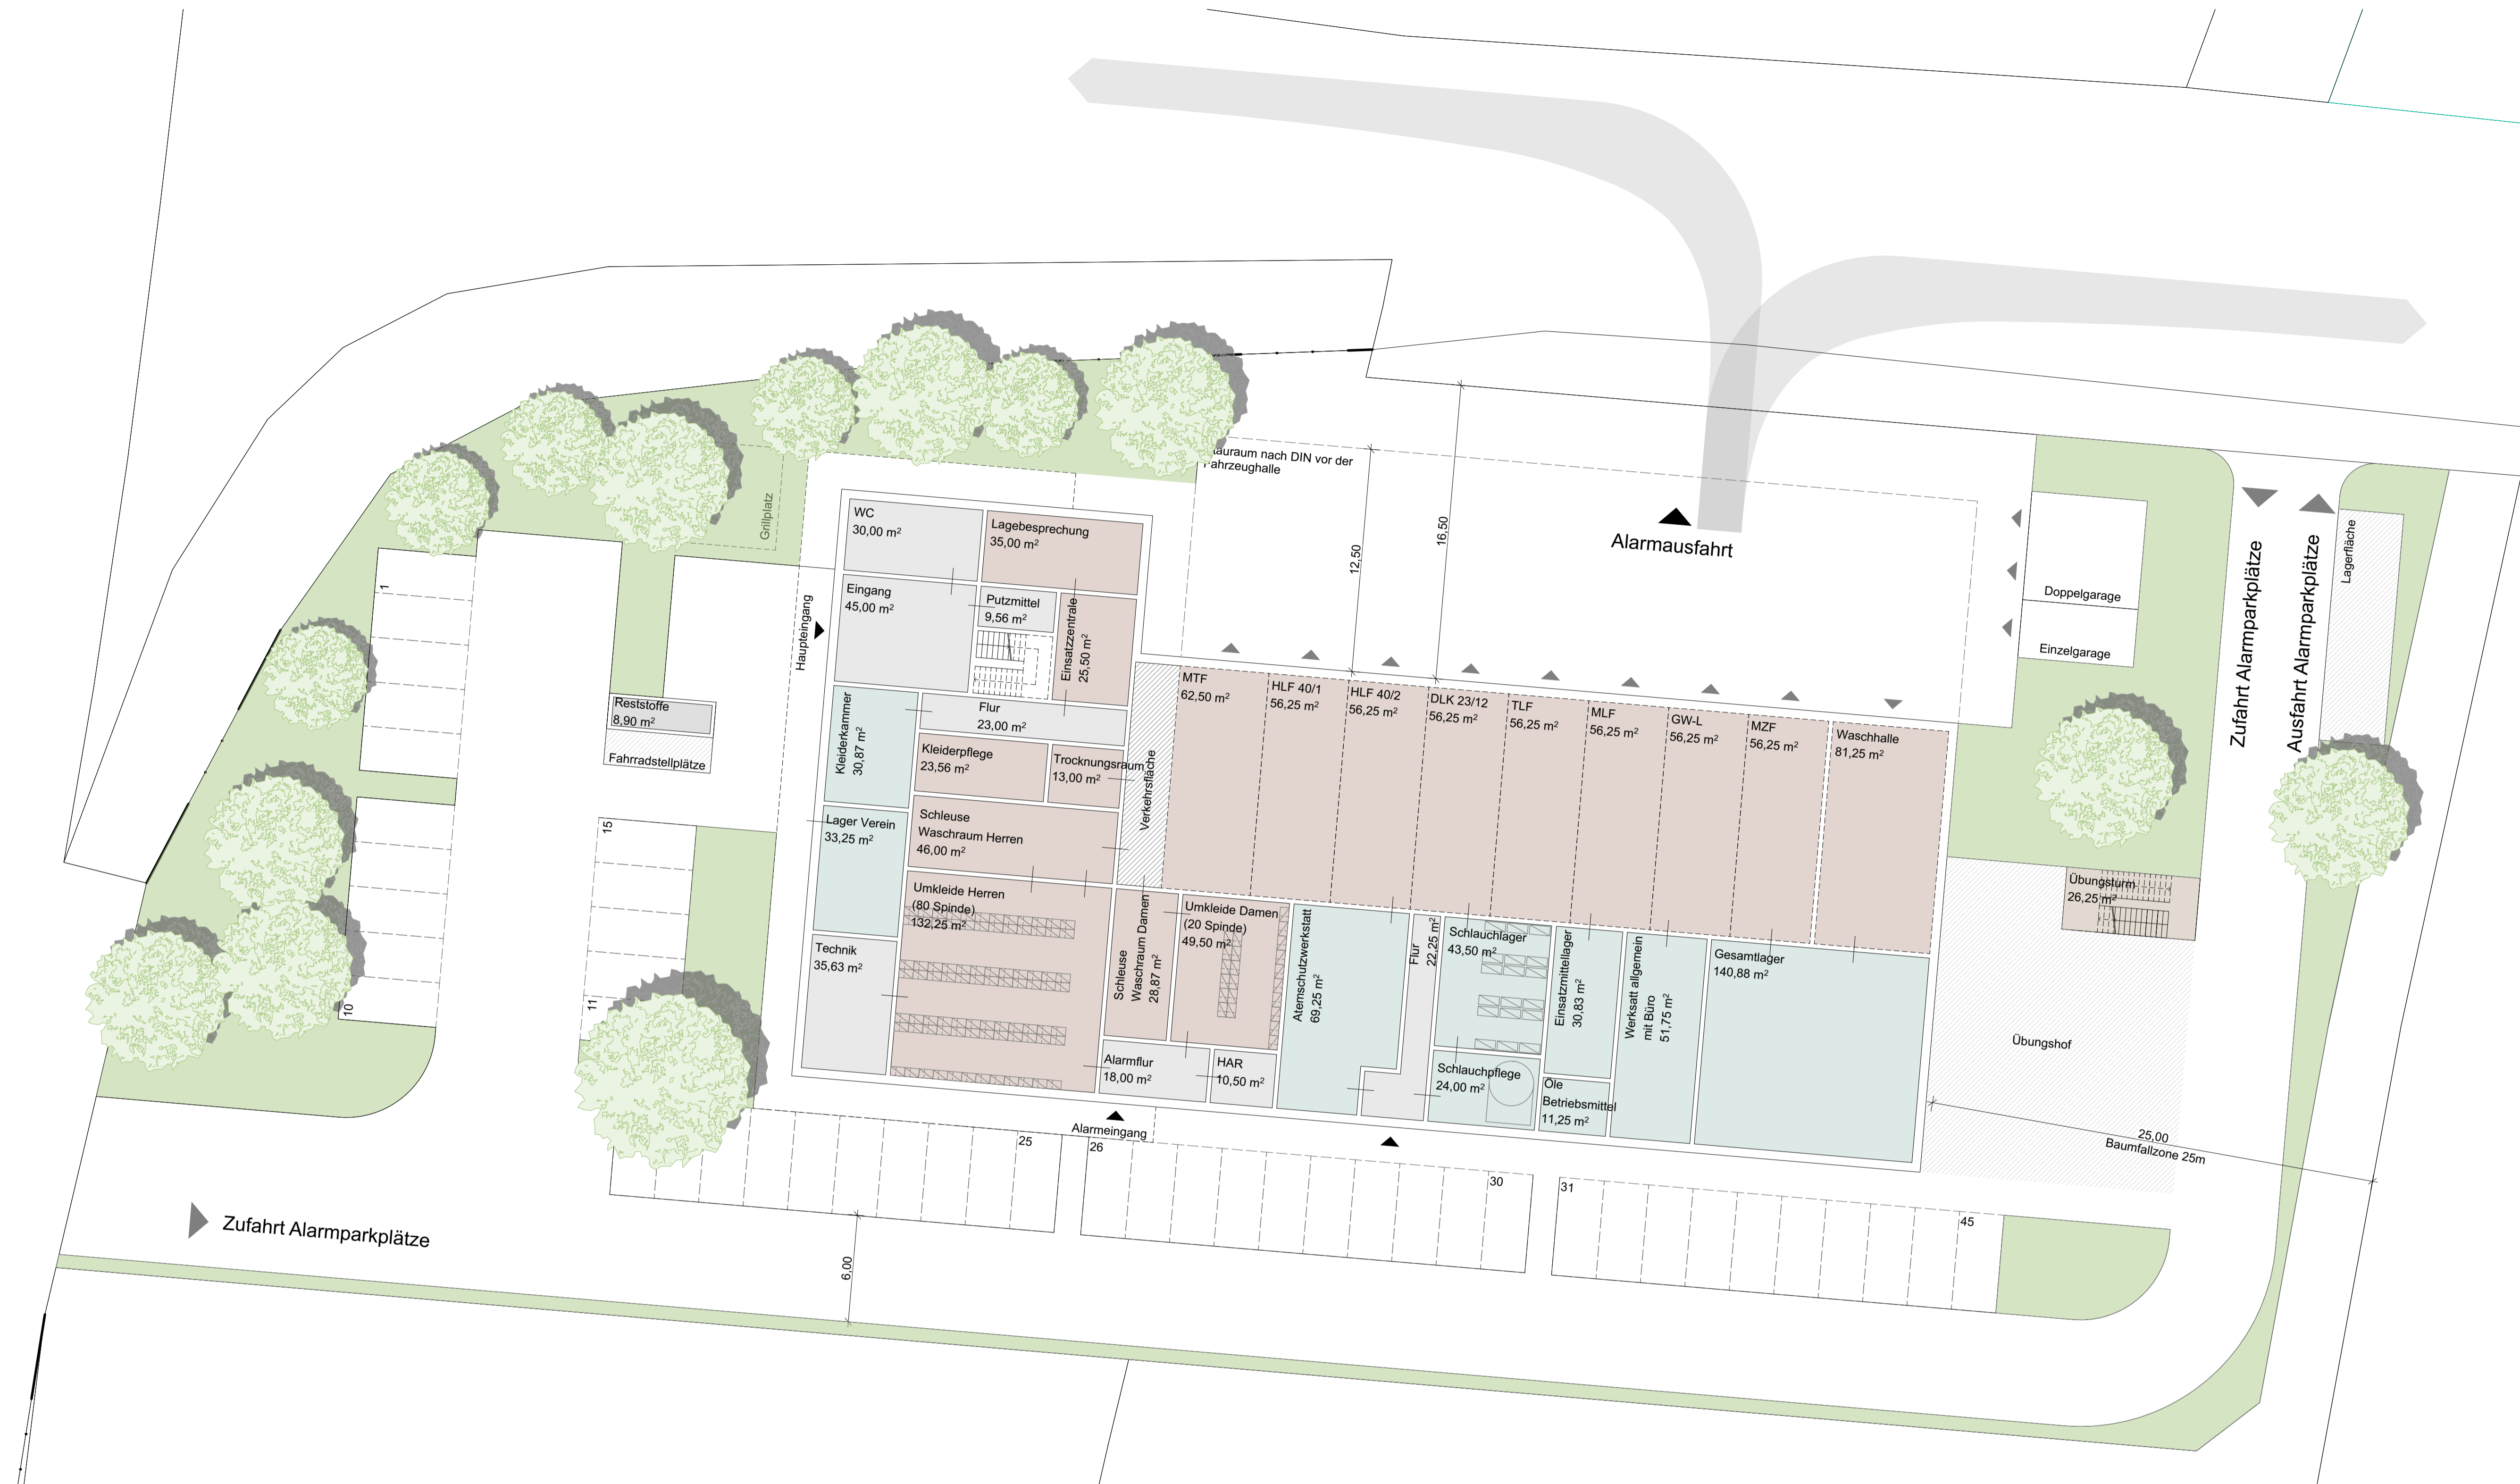 Stauraum nach DIN vor der
Fahrzeughalle
12,50
16,50
Alarmausfahrt
Grillplatz
Haupteingang
WC
30,00 m²
Lagebesprechung
35,00 m²
Eingang
45,00 m²
Putzmittel
9,56 m²
Einsatzzentrale
25,50 m²
Kleiderkammer
30,87 m²
Flur
23,00 m²
Kleiderpflege
23,56 m²
Trocknungsraum
13,00 m²
Verkehrsfläche
Lager Verein
33,25 m²
Schleuse
Waschraum Herren
46,00 m²
Umkleide Herren
(80 Spinde)
132,25 m²
Technik
35,63 m²
Schleuse
Waschraum Damen
28,87 m²
Umkleide Damen
(20 Spinde)
49,50 m²
Alarmflur
18,00 m²
HAR
10,50 m²
Alarmeingang
MTF
62,50 m²
HLF 40/1
56,25 m²
HLF 40/2
56,25 m²
DLK 23/12
56,25 m²
TLF
56,25 m²
MLF
56,25 m²
GW-L
56,25 m²
MZF
56,25 m²
Waschhalle
81,25 m²
Atemschutzwerkstatt
69,25 m²
Flur
22,25 m²
Schlauchlager
43,50 m²
Schlauchpflege
24,00 m²
Einsatzmittellager
30,83 m²
Öle
Betriebsmittel
11,25 m²
Werksatt allgemein
mit Büro
51,75 m²
Gesamtlager
140,88 m²
Doppelgarage
Einzelgarage
Zufahrt Alarmparkplätze
Ausfahrt Alarmparkplätze
Lagerfläche
Übungsturm
26,25 m²
Übungshof
25,00
Baumfallzone 25m
Reststoffe
8,90 m²
Fahrradstellplätze
1
10
15
11
25
26
30
31
45
6,00
Zufahrt Alarmparkplätze